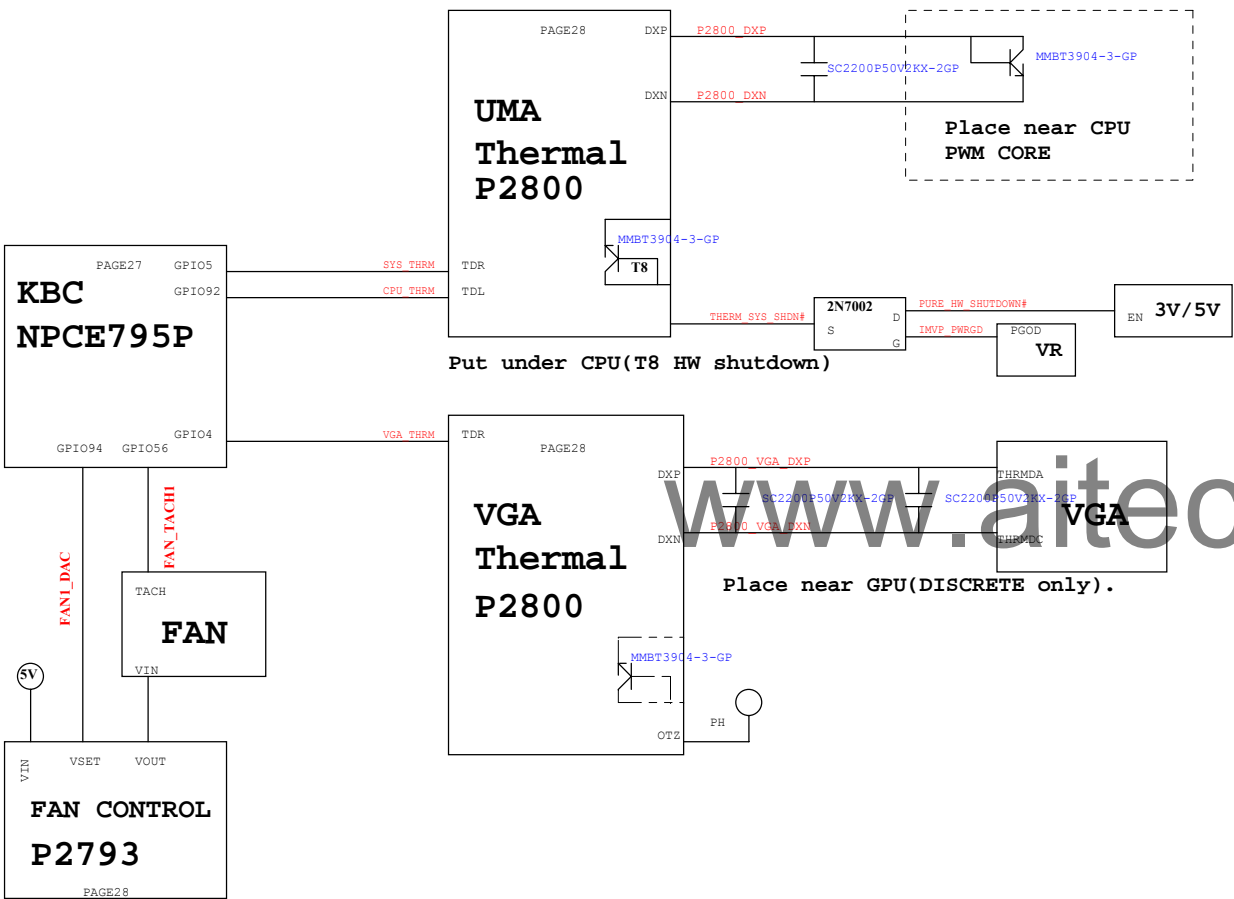 PAGE28
DXP
P2800_DXP
SC2200P50V2KX-2GP
MMBT3904-3-GP
DXN
P2800_DXN
UMA
Thermal
P2800
Place near CPU
PWM CORE
MMBT3904-3-GP
T8
PAGE27
GPIO5
SYS_THRM
TDR
GPIO92
CPU_THRM
TDL
KBC
NPCE795P
THERM_SYS_SHDN#
2N7002
S
D
G
PURE_HW_SHUTDOWN#
IMVP_PWRGD
EN
3V/5V
PGOD
VR
Put under CPU(T8 HW shutdown)
GPIO94
GPIO56
GPIO4
VGA_THRM
TDR
PAGE28
DXP
P2800_VGA_DXP
THRMDA
SC2200P50V2KX-2GP
SC2200P50V2KX-2GP
VGA
DXN
P2800_VGA_DXN
THRMDC
www.aitec
VGA
Thermal
P2800
Place near GPU(DISCRETE only).
MMBT3904-3-GP
OTZ
PH
FAN1_DAC
FAN_TACH1
TACH
FAN
VIN
5V
VIN
VSET
VOUT
FAN CONTROL
P2793
PAGE28